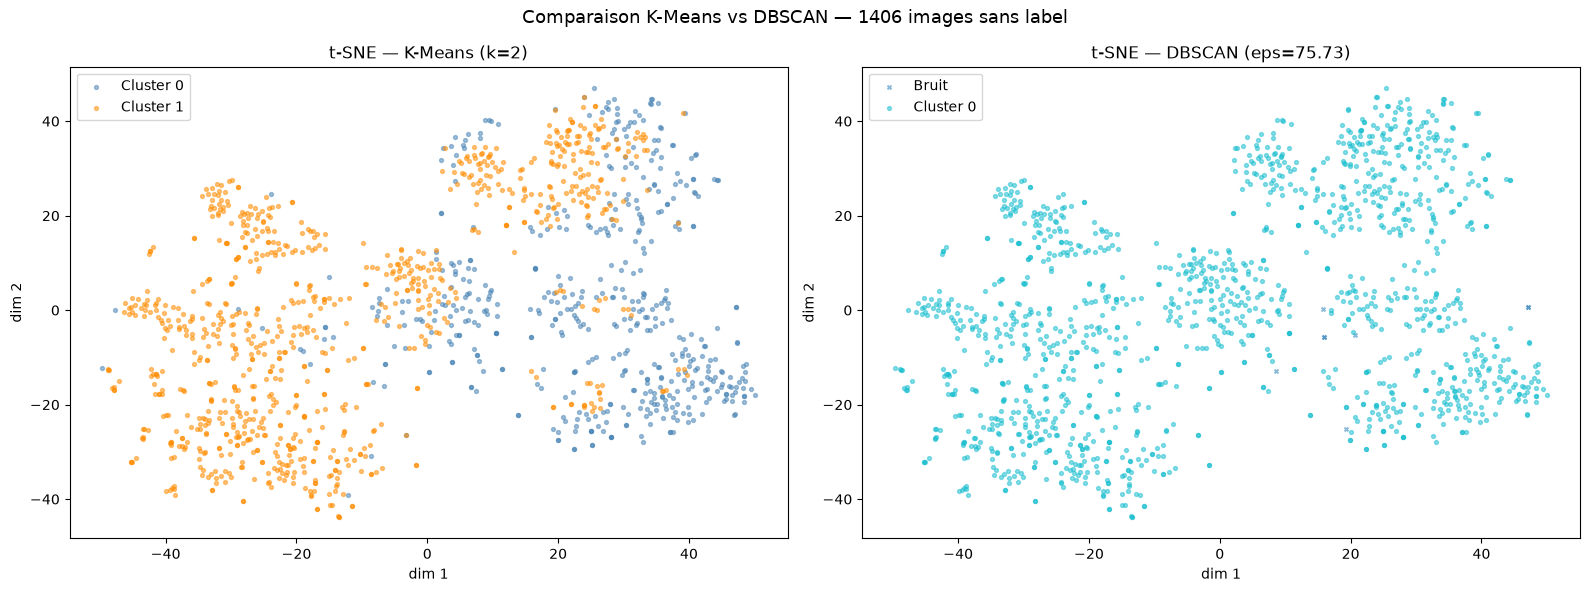 Comparaison K-Means vs DBSCAN — 1406 images sans label
t-SNE — K-Means (k=2)
Cluster 0
Cluster 1
40
20
0
−20
−40
dim 2
−40
−20
0
20
40
dim 1
t-SNE — DBSCAN (eps=75.73)
Bruit
Cluster 0
40
20
0
−20
−40
dim 2
−40
−20
0
20
40
dim 1